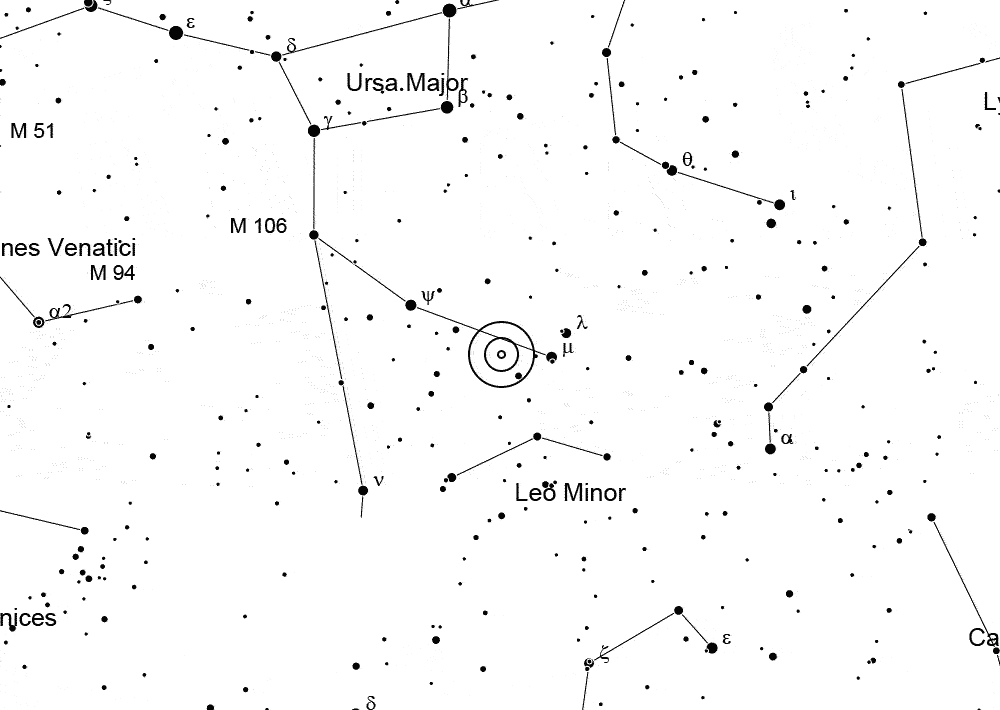 ζ
α
ε
δ
Ursa Major
β
Ly
γ
M 51
θ
ι
M 106
nes Venatici
M 94
ψ
α2
λ
μ
α
ν
Leo Minor
nices
ε
Ca
ζ
δ